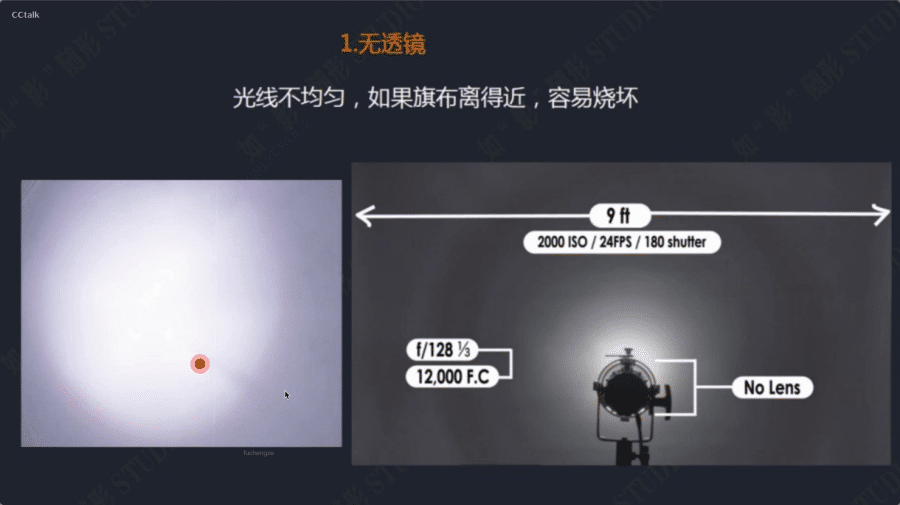 CCtalk
1.无透镜
光线不均匀，如果旗布离得近，容易烧坏
9 ft
2000 ISO / 24FPS / 180 shutter
f/128 ⅓
12,000 F.C
No Lens